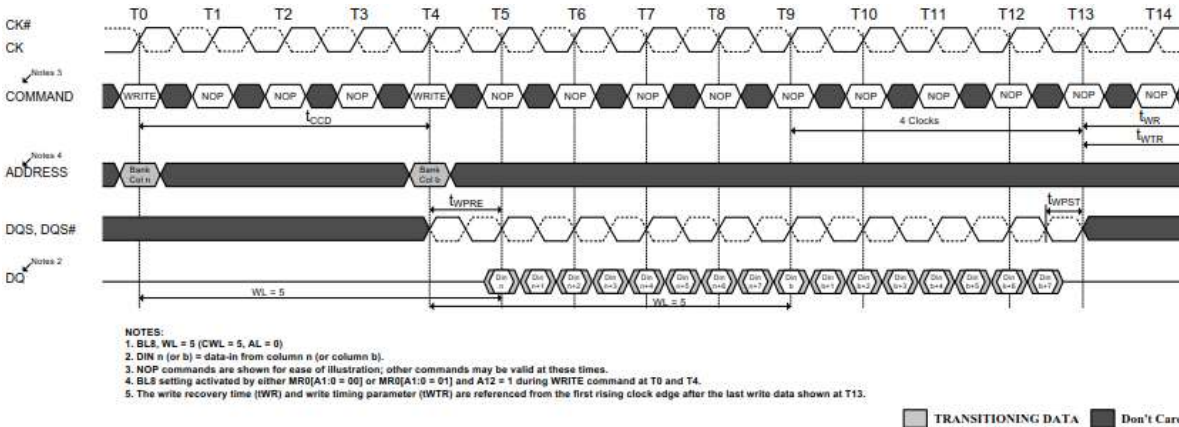 T0 T1 T2 T3 T4 T5 T6 T7 T8 T9 T10 T11 T12 T13 T14
CK#
CK
Notes 3
COMMAND WRITE NOP NOP NOP WRITE NOP NOP NOP NOP NOP NOP NOP NOP NOP NOP
tCCD 4 Clocks tWR
tWTR
Notes 4
ADDRESS Bank Col n Bank Col b
tWPRE tWPST
DQS, DQS#
Notes 2
DQ Din n Din n+1 Din n+2 Din n+3 Din n+4 Din n+5 Din n+6 Din n+7 Din b Din b+1 Din b+2 Din b+3 Din b+4 Din b+5 Din b+6 Din b+7
WL = 5 WL = 5
NOTES:
1. BL8, WL = 5 (CWL = 5, AL = 0)
2. DIN n (or b) = data-in from column n (or column b).
3. NOP commands are shown for ease of illustration; other commands may be valid at these times.
4. BL8 setting activated by either MR0[A1:0 = 00] or MR0[A1:0 = 01] and A12 = 1 during WRITE command at T0 and T4.
5. The write recovery time (tWR) and write timing parameter (tWTR) are referenced from the first rising clock edge after the last write data shown at T13.
TRANSITIONING DATA Don't Care